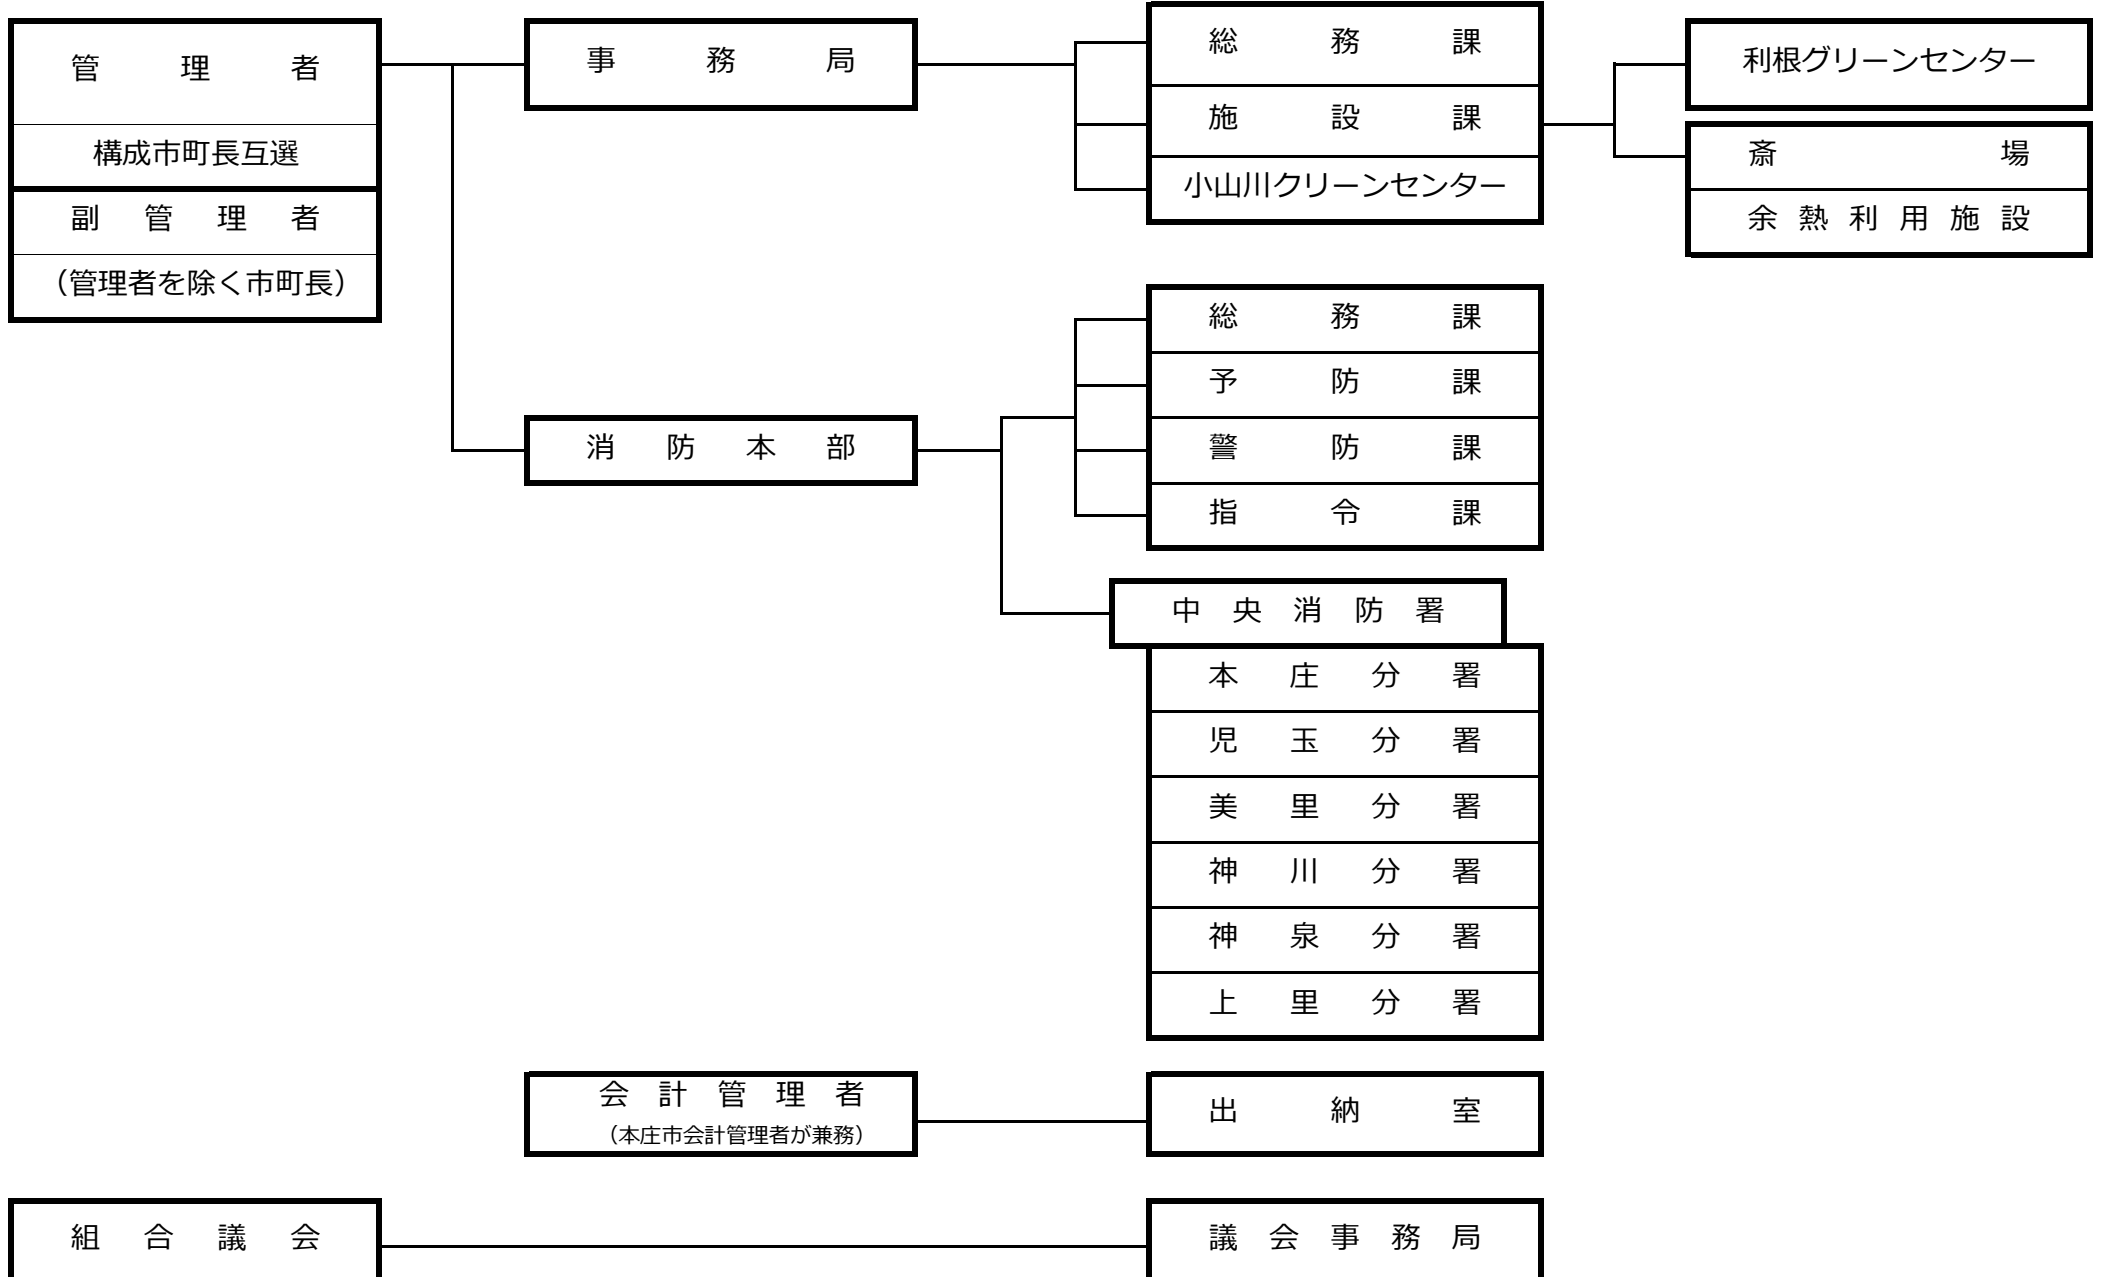 管理者
構成市町長互選
副管理者
（管理者を除く市町長）
事務局
総務課
施設課
小山川クリーンセンター
利根グリーンセンター
斎場
余熱利用施設
消防本部
総務課
予防課
警防課
指令課
中央消防署
本庄分署
児玉分署
美里分署
神川分署
神泉分署
上里分署
会計管理者
（本庄市会計管理者が兼務）
出納室
組合議会
議会事務局